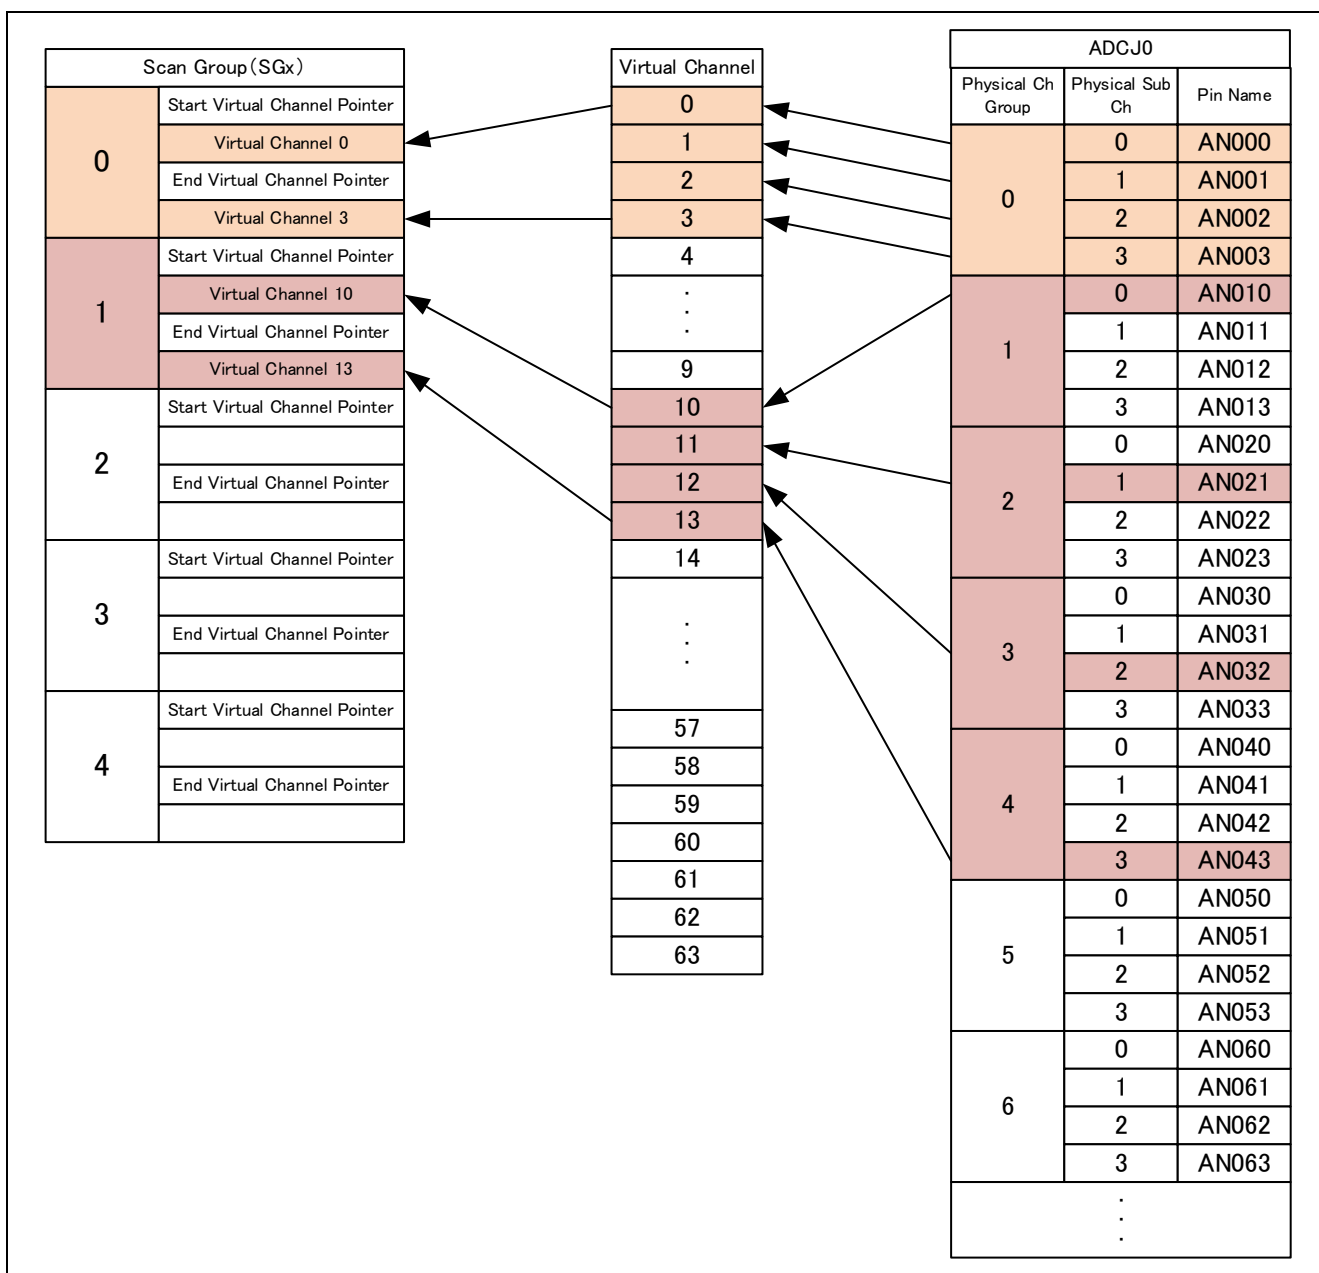 Scan Group(SGx)
0
Start Virtual Channel Pointer
Virtual Channel 0
End Virtual Channel Pointer
Virtual Channel 3
1
Start Virtual Channel Pointer
Virtual Channel 10
End Virtual Channel Pointer
Virtual Channel 13
2
Start Virtual Channel Pointer
End Virtual Channel Pointer
3
Start Virtual Channel Pointer
End Virtual Channel Pointer
4
Start Virtual Channel Pointer
End Virtual Channel Pointer
Virtual Channel
0
1
2
3
4
.
.
.
9
10
11
12
13
14
.
.
.
57
58
59
60
61
62
63
ADCJ0
Physical Ch
Group
Physical Sub
Ch
Pin Name
0
0 AN000
1 AN001
2 AN002
3 AN003
1
0 AN010
1 AN011
2 AN012
3 AN013
2
0 AN020
1 AN021
2 AN022
3 AN023
3
0 AN030
1 AN031
2 AN032
3 AN033
4
0 AN040
1 AN041
2 AN042
3 AN043
5
0 AN050
1 AN051
2 AN052
3 AN053
6
0 AN060
1 AN061
2 AN062
3 AN063
.
.
.